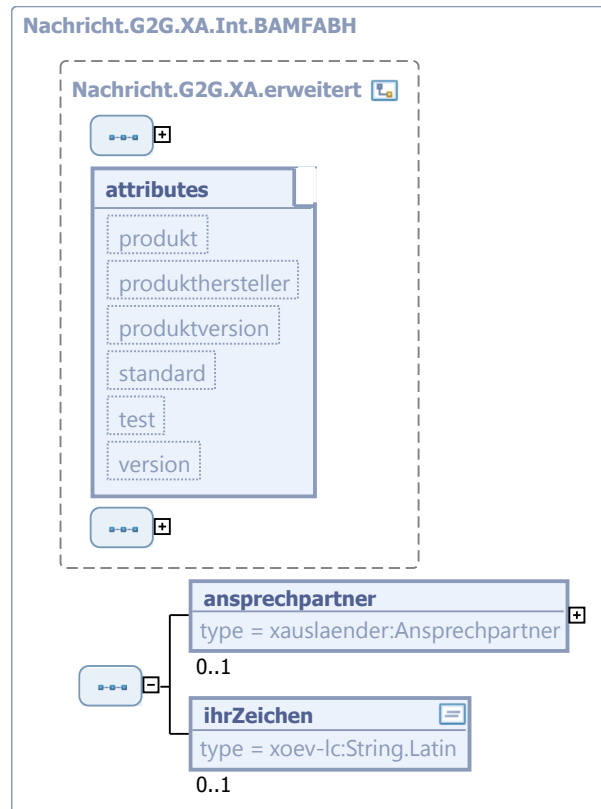 Nachricht.G2G.XA.Int.BAMFABH
Nachricht.G2G.XA.erweitert
attributes
produkt
produkthersteller
produktversion
standard
test
version
ansprechpartner
type = xauslaender:Ansprechpartner
0..1
ihrZeichen
type = xoev-lc:String.Latin
0..1